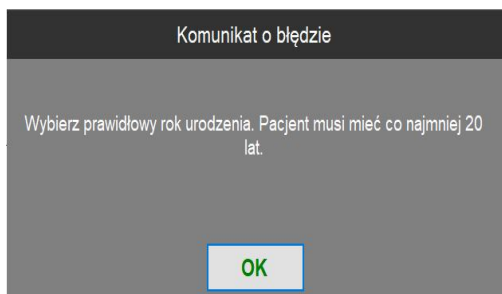 Komunikat o błędzie
Wybierz prawidłowy rok urodzenia. Pacjent musi mieć co najmniej 20
lat.
OK